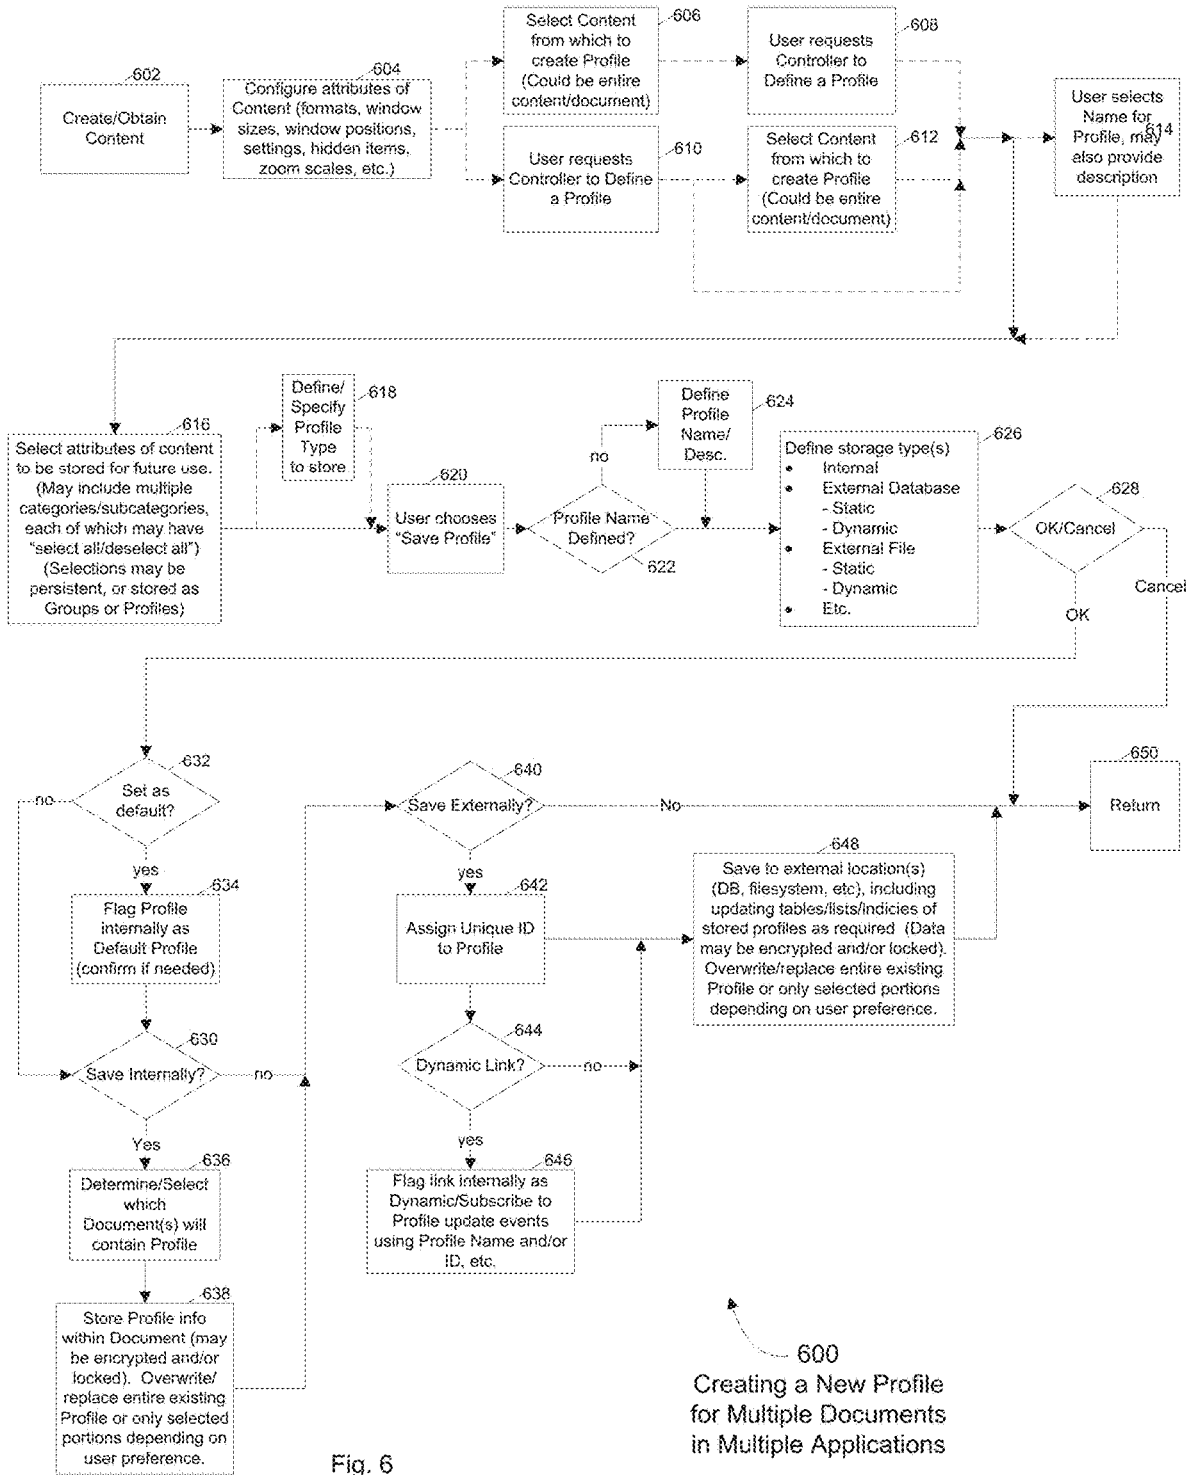 602
Create/Obtain
Content
604
Configure attributes of
Content (formats, window
sizes, window positions,
settings, hidden items,
zoom scales, etc.)
606
Select Content
from which to
create Profile
(Could be entire
content/document)
608
User requests
Controller to
Define a Profile
610
User requests
Controller to Define
a Profile
612
Select Content
from which to
create Profile
(Could be entire
content/document)
614
User selects
Name for
Profile, may
also provide
description
616
Select attributes of content
to be stored for future use.
(May include multiple
categories/subcategories,
each of which may have
"select all/deselect all")
(Selections may be
persistent, or stored as
Groups or Profiles)
618
Define/
Specify
Profile
Type
to store
620
User chooses
"Save Profile"
Profile Name
Defined?
622
no
624
Define
Profile
Name/
Desc.
626
Define storage type(s)
• Internal
• External Database
- Static
- Dynamic
• External File
- Static
- Dynamic
• Etc.
628
OK/Cancel
Cancel
OK
632
Set as
default?
no
yes
634
Flag Profile
internally as
Default Profile
(confirm if needed)
630
Save Internally?
no
Yes
636
Determine/Select
which
Document(s) will
contain Profile
638
Store Profile info
within Document (may
be encrypted and/or
locked). Overwrite/
replace entire existing
Profile or only selected
portions depending on
user preference.
640
Save Externally?
No
yes
642
Assign Unique ID
to Profile
644
Dynamic Link?
no
yes
646
Flag link internally as
Dynamic/Subscribe to
Profile update events
using Profile Name and/or
ID, etc.
648
Save to external location(s)
(DB, filesystem, etc), including
updating tables/lists/indicies of
stored profiles as required (Data
may be encrypted and/or locked).
Overwrite/replace entire existing
Profile or only selected portions
depending on user preference.
650
Return
600
Creating a New Profile
for Multiple Documents
in Multiple Applications
Fig. 6